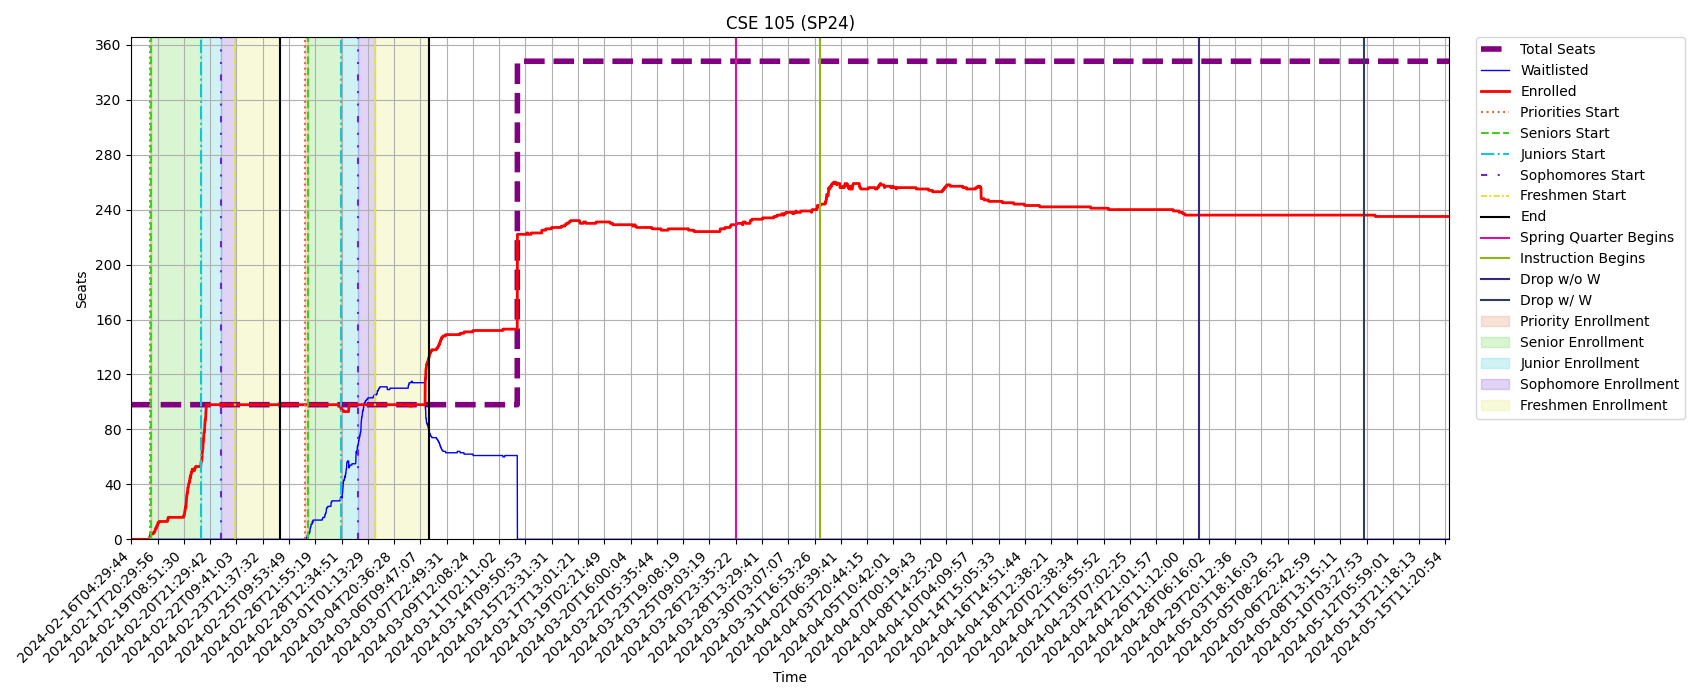 CSE 105 (SP24)
Seats
360
320
280
240
200
160
120
80
40
0
2024-02-16T04:29:44
2024-02-17T20:29:56
2024-02-19T08:51:30
2024-02-20T21:29:42
2024-02-22T09:41:03
2024-02-23T21:37:32
2024-02-25T09:53:49
2024-02-26T21:55:19
2024-02-28T12:34:51
2024-03-01T01:13:29
2024-03-04T20:36:28
2024-03-06T09:47:07
2024-03-07T22:49:31
2024-03-09T12:08:24
2024-03-11T02:11:02
2024-03-14T09:50:53
2024-03-15T23:31:31
2024-03-17T13:01:21
2024-03-19T02:21:49
2024-03-20T16:00:04
2024-03-22T05:35:44
2024-03-23T19:08:19
2024-03-25T09:03:19
2024-03-26T23:35:22
2024-03-28T13:29:41
2024-03-30T03:07:07
2024-03-31T16:53:26
2024-04-02T06:39:41
2024-04-03T20:44:15
2024-04-05T10:42:01
2024-04-07T00:19:43
2024-04-08T14:25:20
2024-04-10T04:09:57
2024-04-14T15:05:33
2024-04-16T14:51:44
2024-04-18T12:38:21
2024-04-20T02:38:34
2024-04-21T16:55:52
2024-04-23T07:02:25
2024-04-24T21:01:57
2024-04-26T11:12:00
2024-04-28T06:16:02
2024-04-29T20:12:36
2024-05-03T18:16:03
2024-05-05T08:26:52
2024-05-06T22:42:59
2024-05-08T13:15:11
2024-05-10T03:27:53
2024-05-12T05:59:01
2024-05-13T21:18:13
2024-05-15T11:20:54
Time
Total Seats
Waitlisted
Enrolled
Priorities Start
Seniors Start
Juniors Start
Sophomores Start
Freshmen Start
End
Spring Quarter Begins
Instruction Begins
Drop w/o W
Drop w/ W
Priority Enrollment
Senior Enrollment
Junior Enrollment
Sophomore Enrollment
Freshmen Enrollment